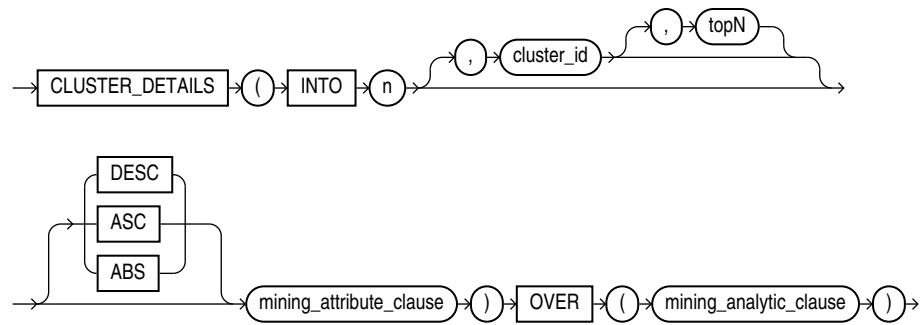 , topN
, cluster_id
CLUSTER_DETAILS ( INTO n
DESC
ASC
ABS
mining_attribute_clause ) OVER ( mining_analytic_clause )